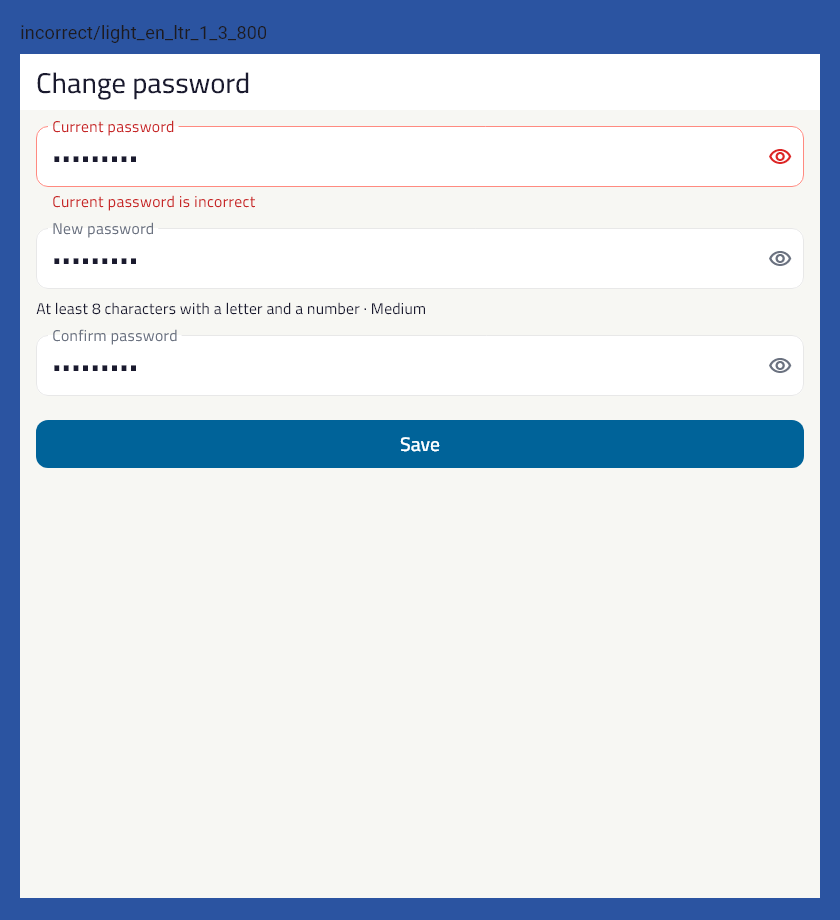 incorrect/light_en_ltr_1_3_800
Change password
Current password
▪▪▪▪▪▪▪▪▪
Current password is incorrect
New password
▪▪▪▪▪▪▪▪▪
At least 8 characters with a letter and a number · Medium
Confirm password
▪▪▪▪▪▪▪▪▪
Save